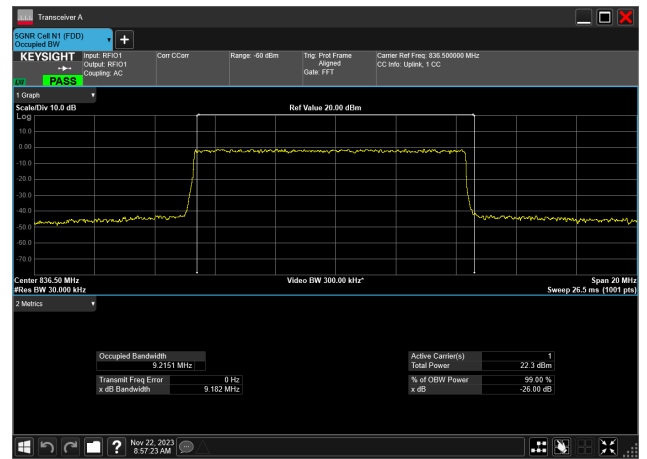 Transceiver A
5GNR Cell N1 (FDD)
Occupied BW
KEYSIGHT Input: RFIO1 Corr CCorr Range: -60 dBm Trig: Prot Frame Carrier Ref Freq: 836.500000 MHz
Output: RFIO1 Aligned CC Info: Uplink, 1 CC
Coupling: AC Gate: FFT
LW PASS
1 Graph
Scale/Div 10.0 dB Ref Value 20.00 dBm
Log
10.0
0.00
-10.0
-20.0
-30.0
-40.0
-50.0
-60.0
-70.0
Center 836.50 MHz Video BW 300.00 kHz* Span 20 MHz
#Res BW 30.000 kHz Sweep 26.5 ms (1001 pts)
2 Metrics
Occupied Bandwidth Active Carrier(s) 1
9.2151 MHz Total Power 22.3 dBm
Transmit Freq Error 0 Hz % of OBW Power 99.00 %
x dB Bandwidth 9.182 MHz x dB -26.00 dB
Nov 22, 2023
8:57:23 AM